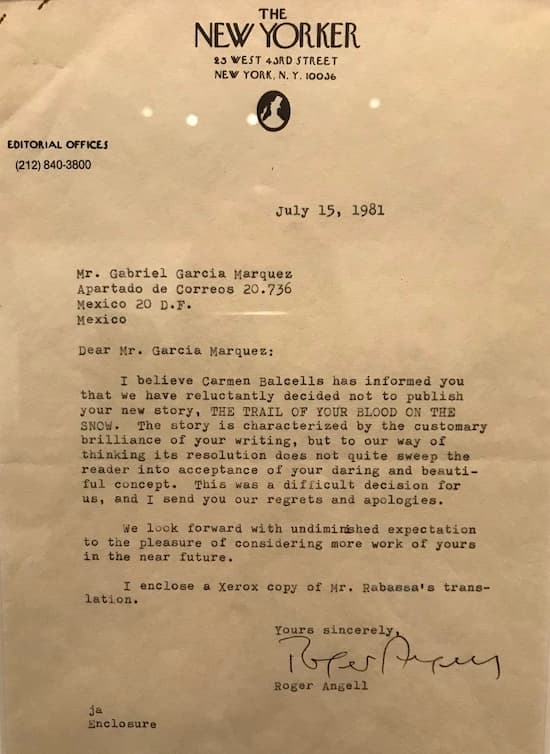 THE
NEW YORKER
25 WEST 43RD STREET
NEW YORK, N. Y. 10036
EDITORIAL OFFICES
(212) 840-3800
July 15, 1981
Mr. Gabriel Garcia Marquez
Apartado de Correos 20.736
Mexico 20 D.F.
Mexico
Dear Mr. Garcia Marquez:
I believe Carmen Balcells has informed you
that we have reluctantly decided not to publish
your new story, THE TRAIL OF YOUR BLOOD ON THE
SNOW. The story is characterized by the customary
brilliance of your writing, but to our way of
thinking its resolution does not quite sweep the
reader into acceptance of your daring and beauti-
ful concept. This was a difficult decision for
us, and I send you our regrets and apologies.
We look forward with undiminished expectation
to the pleasure of considering more work of yours
in the near future.
I enclose a Xerox copy of Mr. Rabassa's trans-
lation.
Yours sincerely,
Roger Angell
Roger Angell
ja
Enclosure